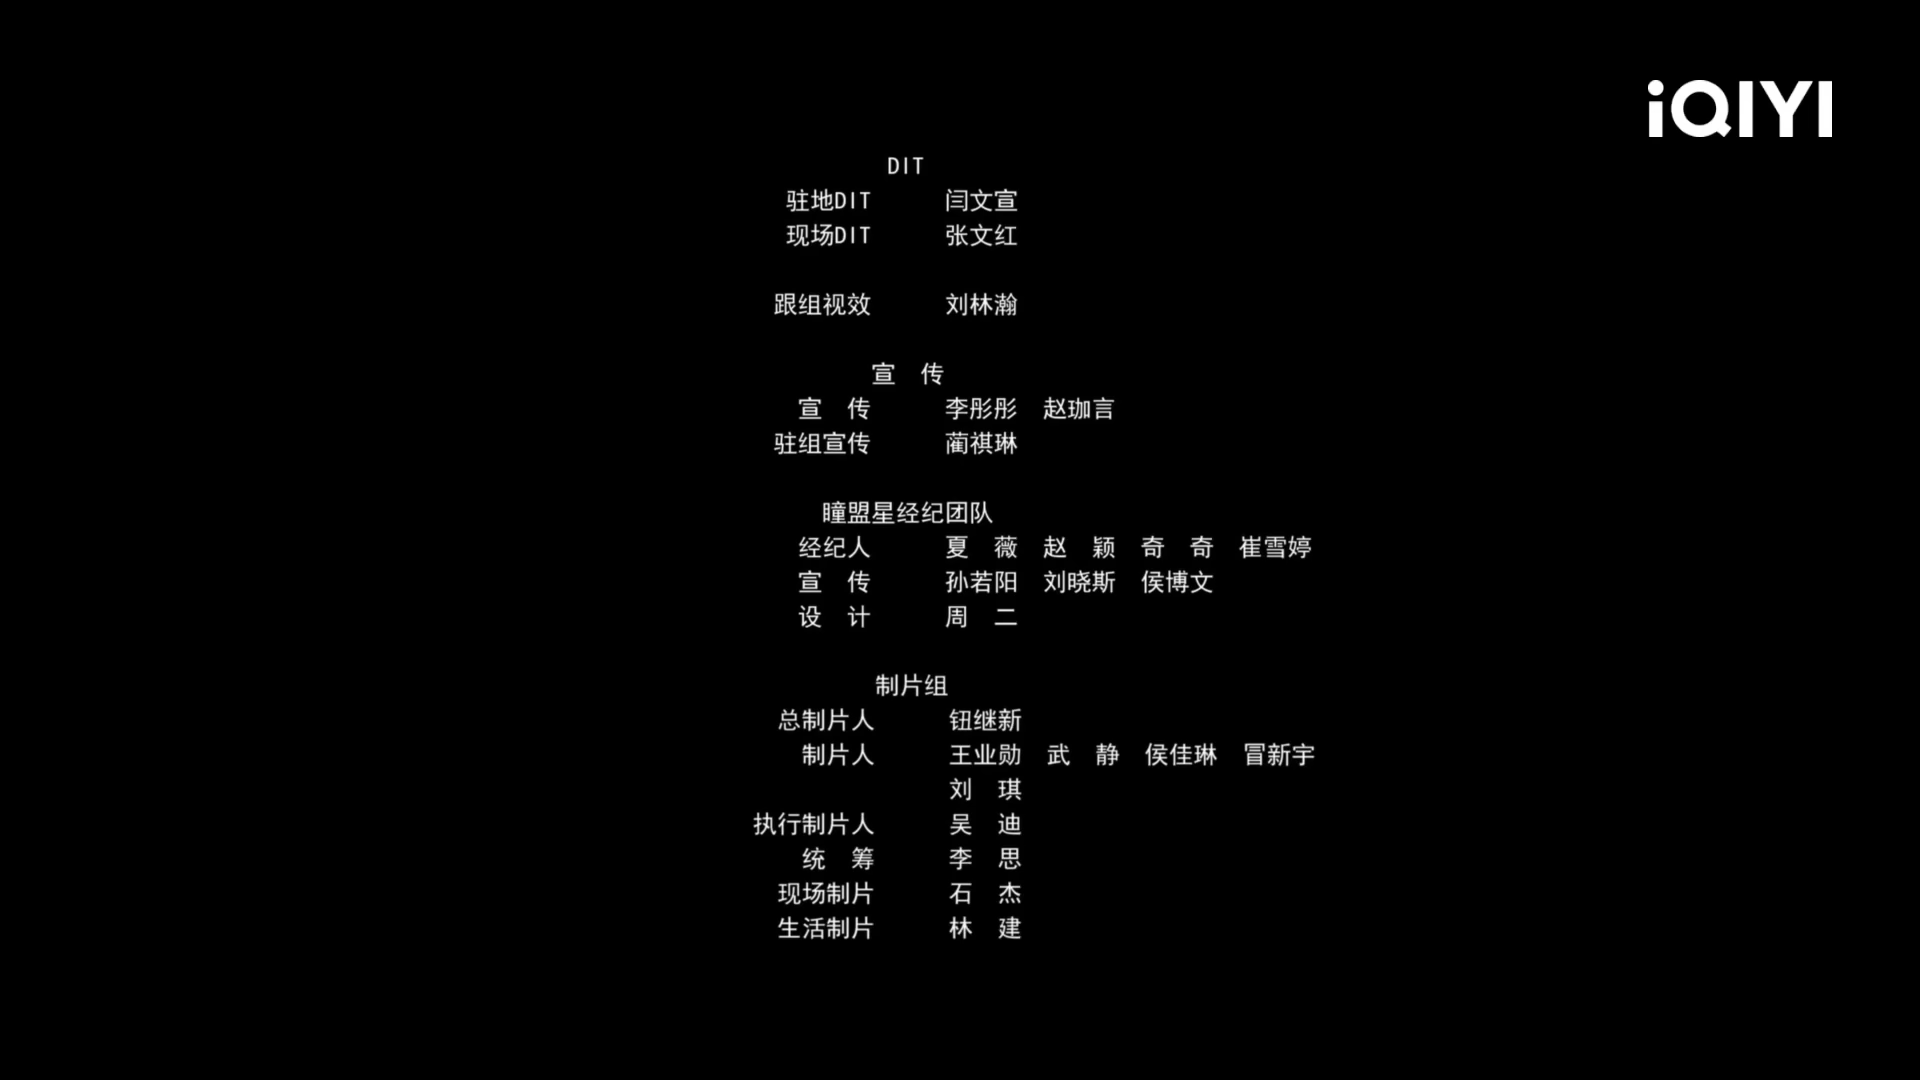 iQIYI
DIT
驻地DIT 闫文宣
现场DIT 张文红
跟组视效 刘林瀚
宣 传
宣 传 李彤彤 赵珈言
驻组宣传 蔺祺琳
瞳盟星经纪团队
经纪人 夏 薇 赵 颖 奇 奇 崔雪婷
宣 传 孙若阳 刘晓斯 侯博文
设 计 周 二
制片组
总制片人 钮继新
制片人 王业勋 武 静 侯佳琳 冒新宇
刘 琪
执行制片人 吴 迪
统 筹 李 思
现场制片 石 杰
生活制片 林 建